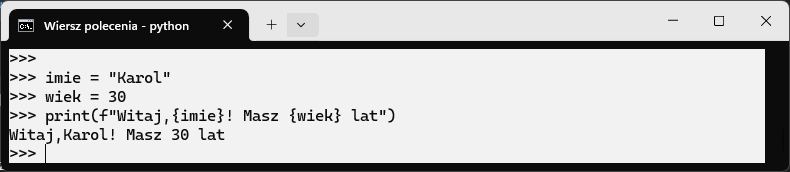 Wiersz polecenia - python
>>>
>>> imie = "Karol"
>>> wiek = 30
>>> print(f"Witaj,{imie}! Masz {wiek} lat")
Witaj,Karol! Masz 30 lat
>>>